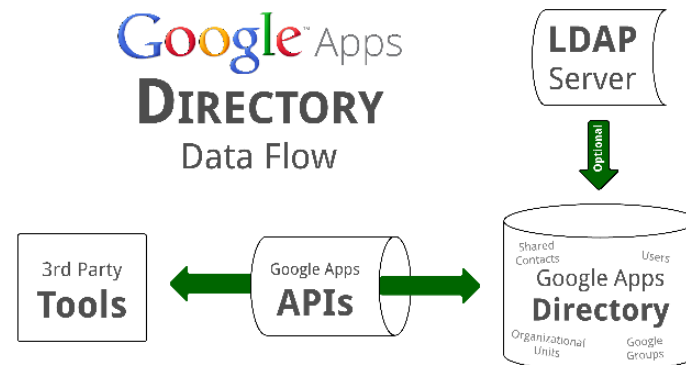 Google™ Apps
DIRECTORY
Data Flow
LDAP
Server
Optional
3rd Party
Tools
Google Apps
APIs
Shared
Contacts
Users
Google Apps
Directory
Organizational
Units
Google
Groups